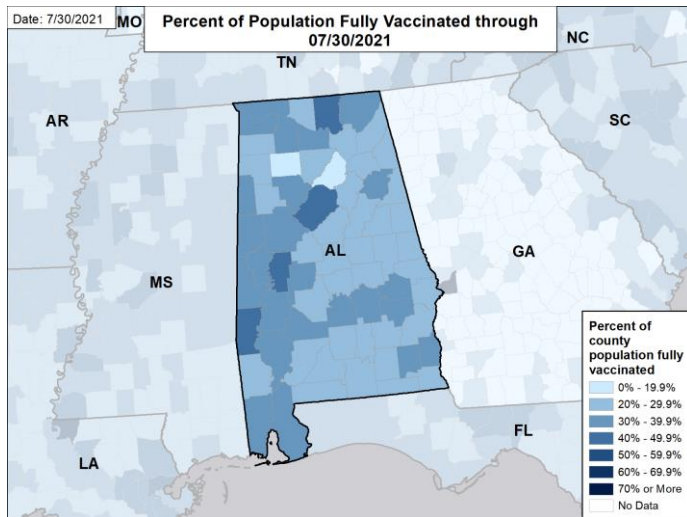 Date: 7/30/2021
Percent of Population Fully Vaccinated through
07/30/2021
MO
NC
TN
AR
SC
AL
GA
MS
LA
FL
Percent of
county
population fully
vaccinated
0% - 19.9%
20% - 29.9%
30% - 39.9%
40% - 49.9%
50% - 59.9%
60% - 69.9%
70% or More
No Data